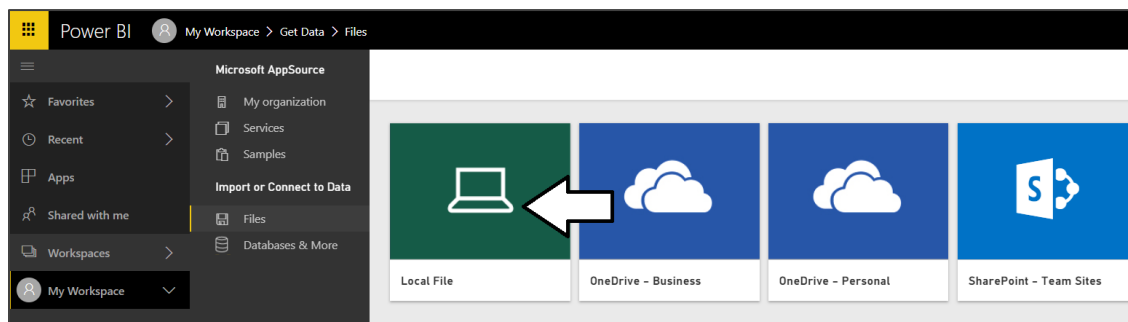 Power BI
My Workspace > Get Data > Files
Favorites
Recent
Apps
Shared with me
Workspaces
My Workspace
Microsoft AppSource
My organization
Services
Samples
Import or Connect to Data
Files
Databases & More
Local File
OneDrive – Business
OneDrive – Personal
S
SharePoint – Team Sites